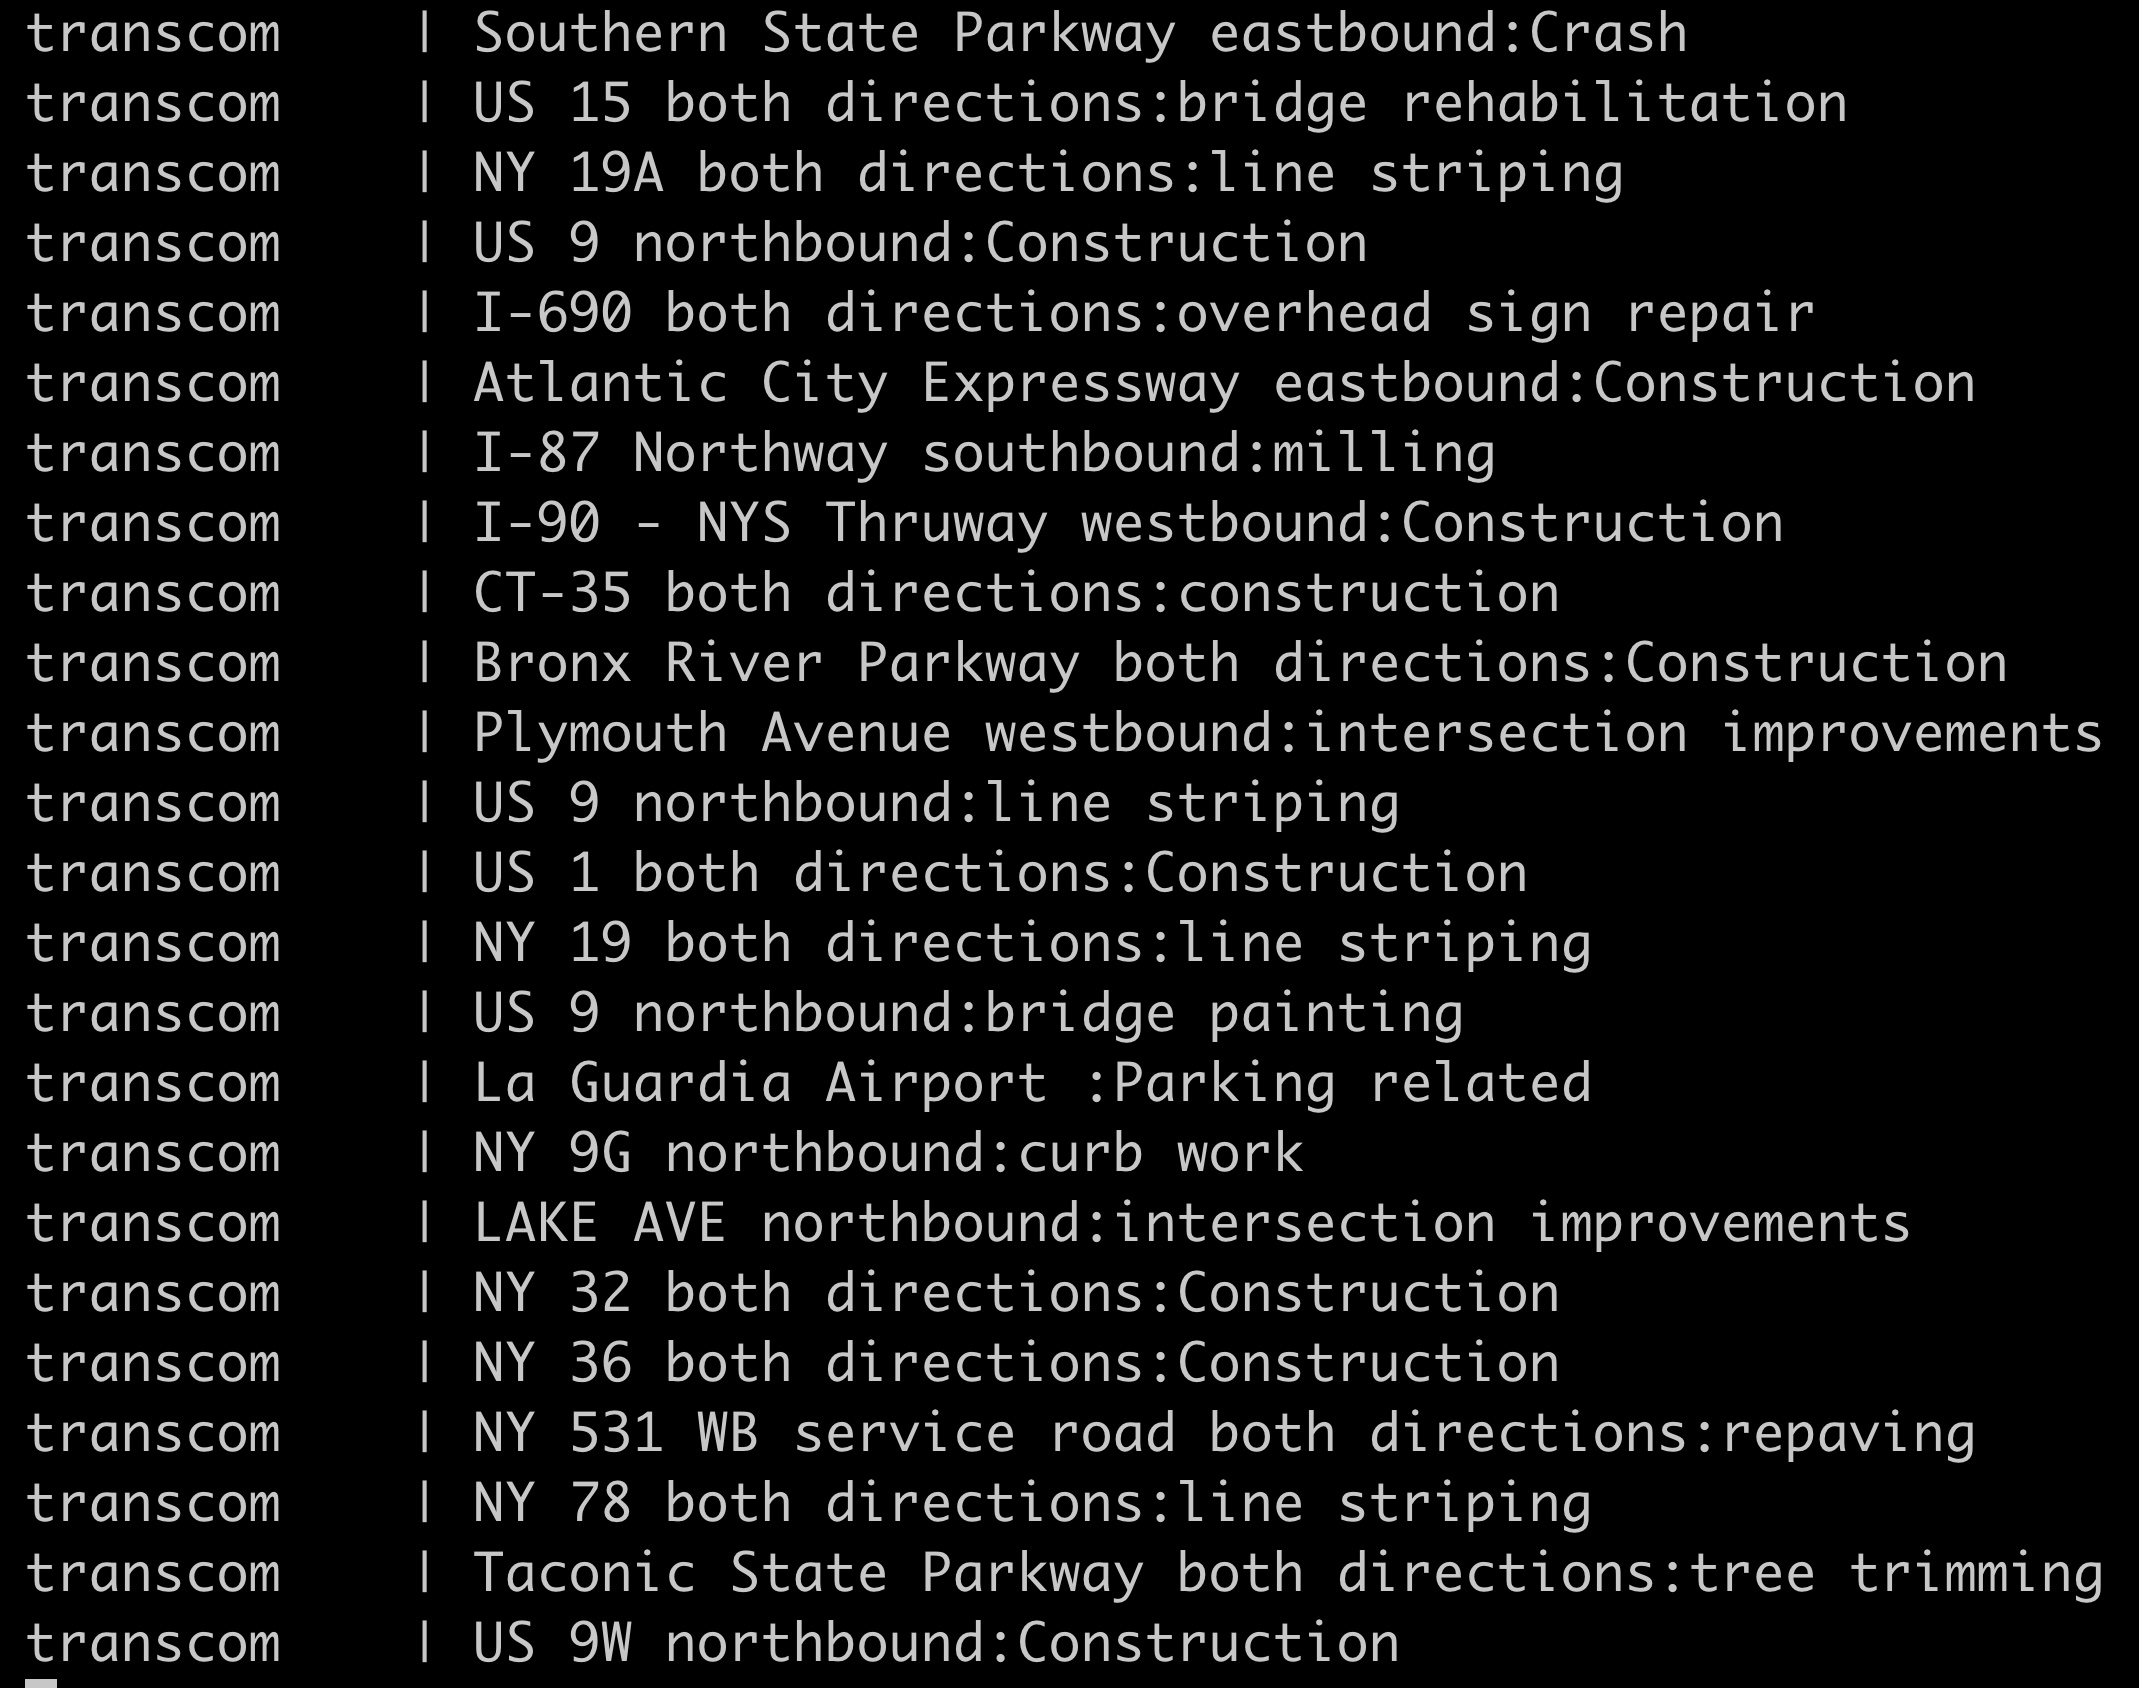 transcom    | Southern State Parkway eastbound:Crash
transcom    | US 15 both directions:bridge rehabilitation
transcom    | NY 19A both directions:line striping
transcom    | US 9 northbound:Construction
transcom    | I-690 both directions:overhead sign repair
transcom    | Atlantic City Expressway eastbound:Construction
transcom    | I-87 Northway southbound:milling
transcom    | I-90 - NYS Thruway westbound:Construction
transcom    | CT-35 both directions:construction
transcom    | Bronx River Parkway both directions:Construction
transcom    | Plymouth Avenue westbound:intersection improvements
transcom    | US 9 northbound:line striping
transcom    | US 1 both directions:Construction
transcom    | NY 19 both directions:line striping
transcom    | US 9 northbound:bridge painting
transcom    | La Guardia Airport :Parking related
transcom    | NY 9G northbound:curb work
transcom    | LAKE AVE northbound:intersection improvements
transcom    | NY 32 both directions:Construction
transcom    | NY 36 both directions:Construction
transcom    | NY 531 WB service road both directions:repaving
transcom    | NY 78 both directions:line striping
transcom    | Taconic State Parkway both directions:tree trimming
transcom    | US 9W northbound:Construction